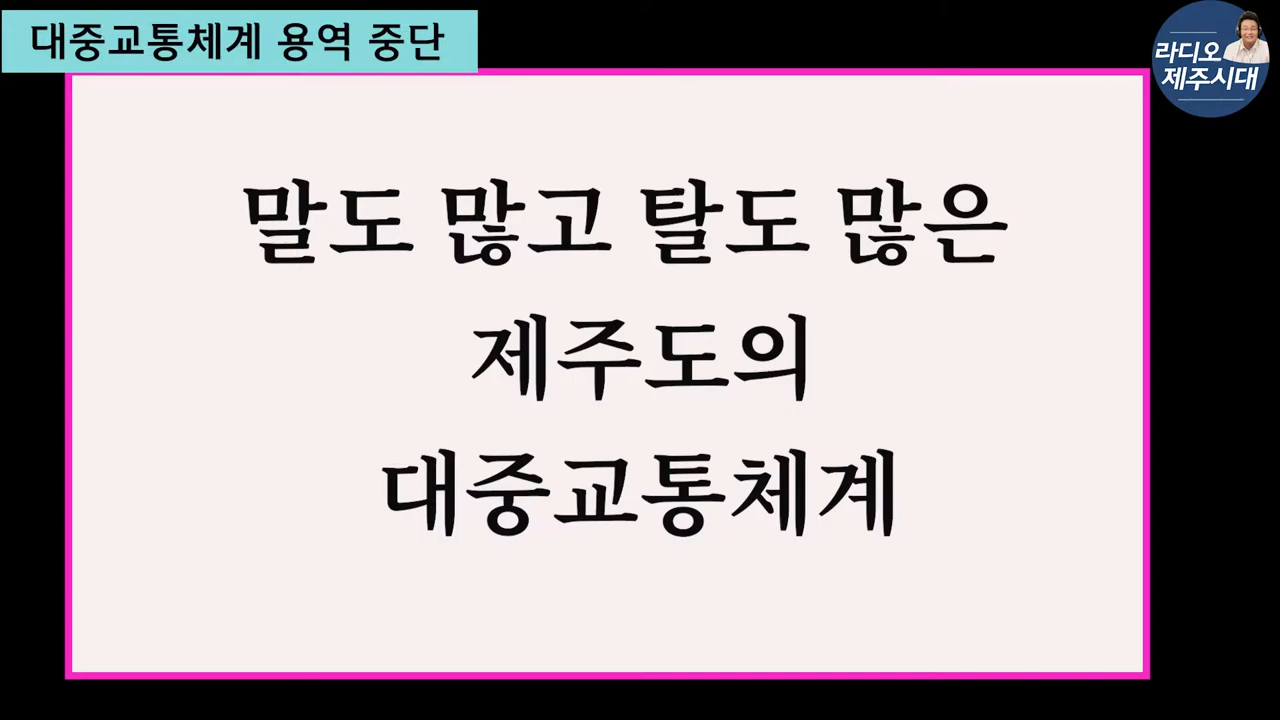 대중교통체계 용역 중단
라디오
제주시대
말도 많고 탈도 많은
제주도의
대중교통체계